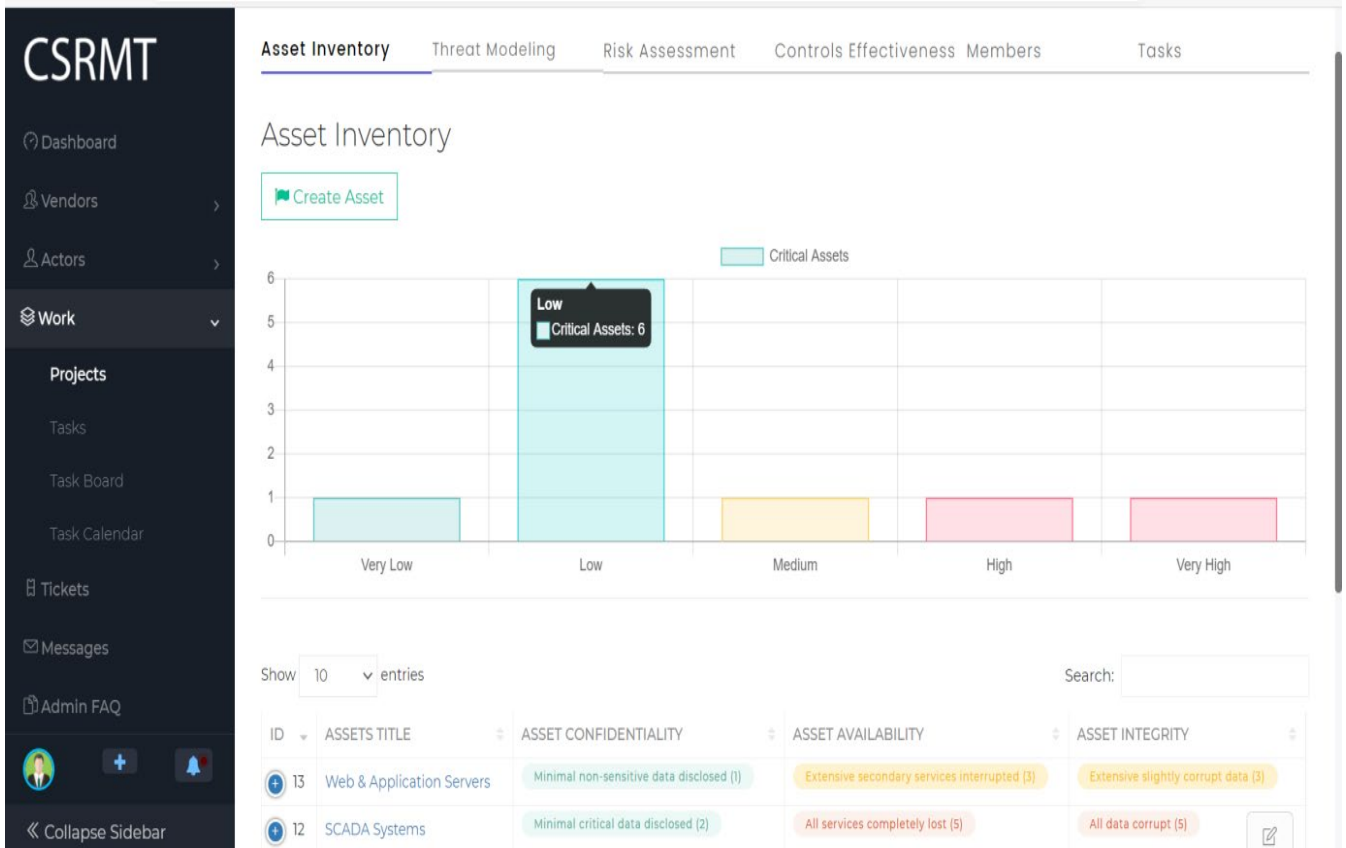 CSRMT
Dashboard
Vendors
Actors
Work
Projects
Tasks
Task Board
Task Calendar
Tickets
Messages
Admin FAQ
Collapse Sidebar
Asset Inventory Threat Modeling Risk Assessment Controls Effectiveness Members Tasks
Asset Inventory
Create Asset
Critical Assets
6
5
4
3
2
1
0
Low
Critical Assets: 6
Very Low Low Medium High Very High
Show 10 entries Search:
ID ASSETS TITLE ASSET CONFIDENTIALITY ASSET AVAILABILITY ASSET INTEGRITY
13 Web & Application Servers Minimal non-sensitive data disclosed (1) Extensive secondary services interrupted (3) Extensive slightly corrupt data (3)
12 SCADA Systems Minimal critical data disclosed (2) All services completely lost (5) All data corrupt (5)